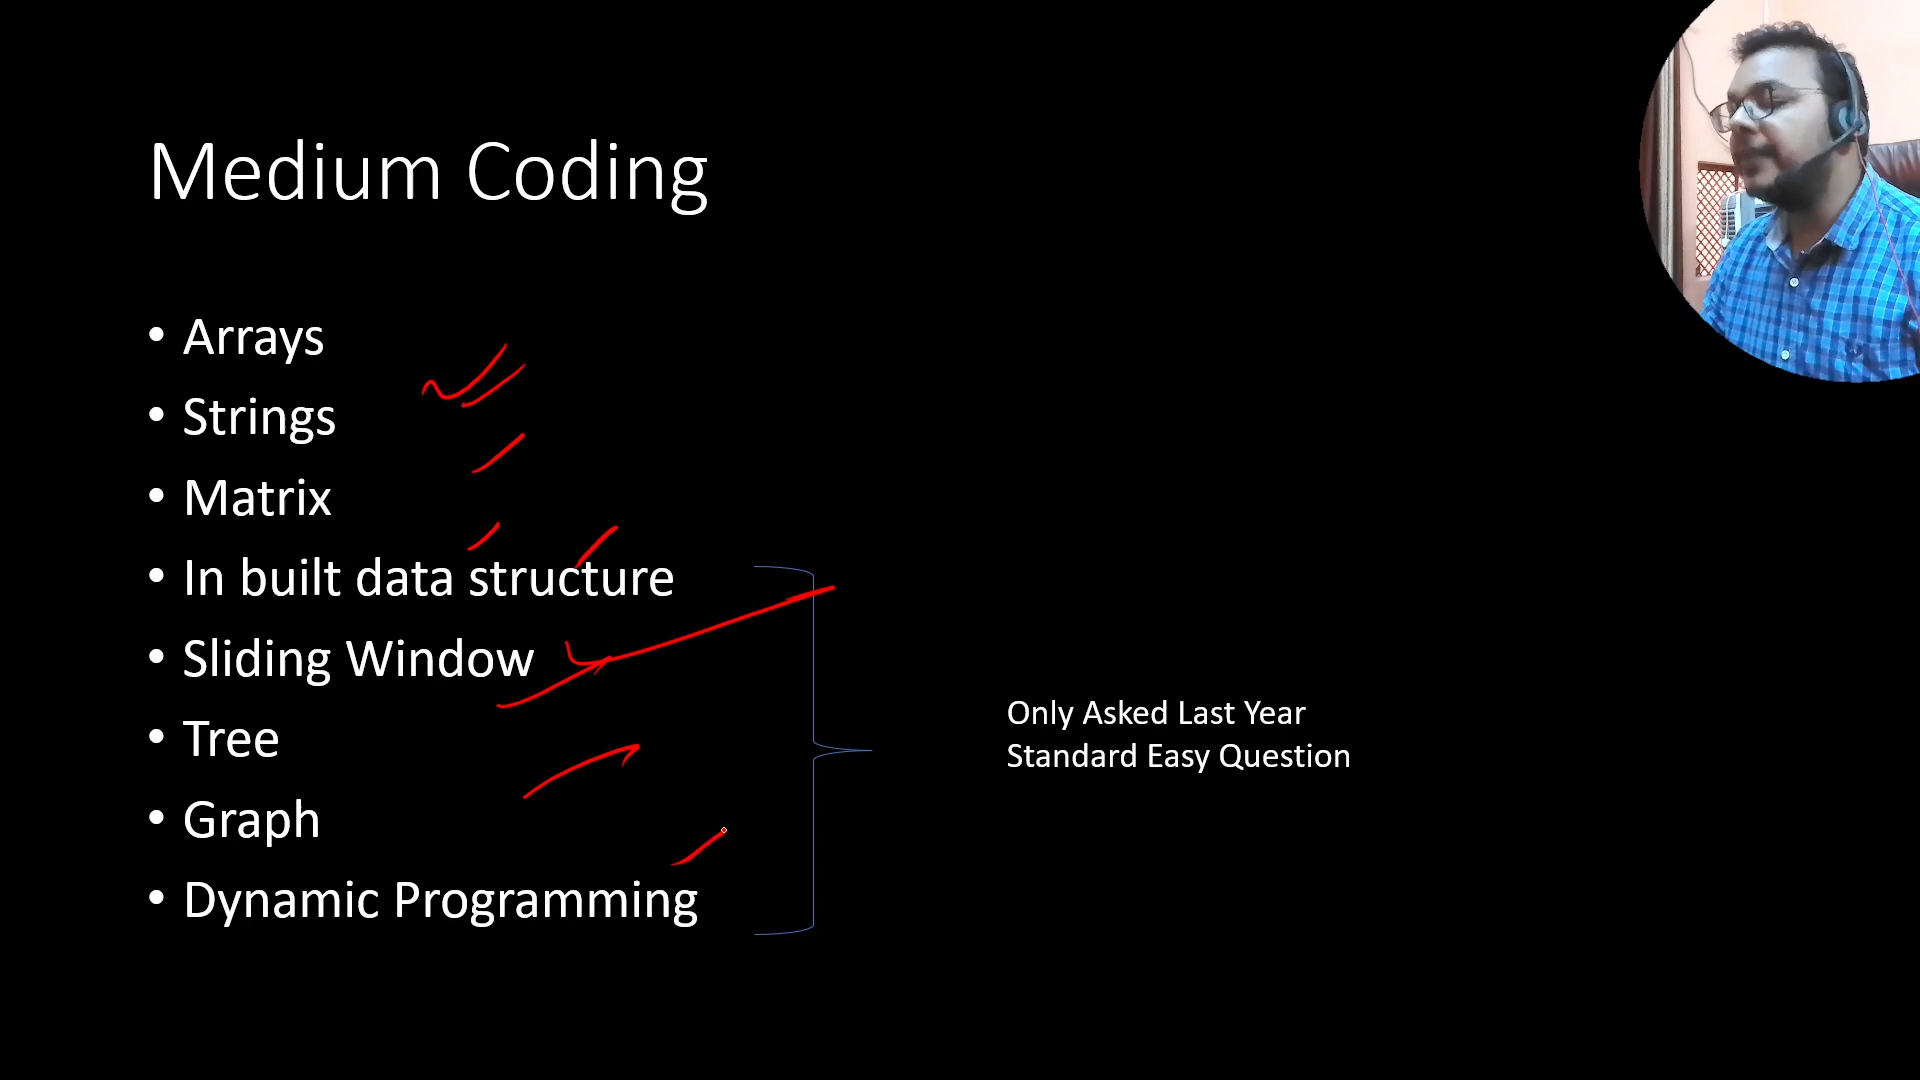 Medium Coding
• Arrays
• Strings
• Matrix
• In built data structure
• Sliding Window
• Tree
• Graph
• Dynamic Programming
Only Asked Last Year
Standard Easy Question